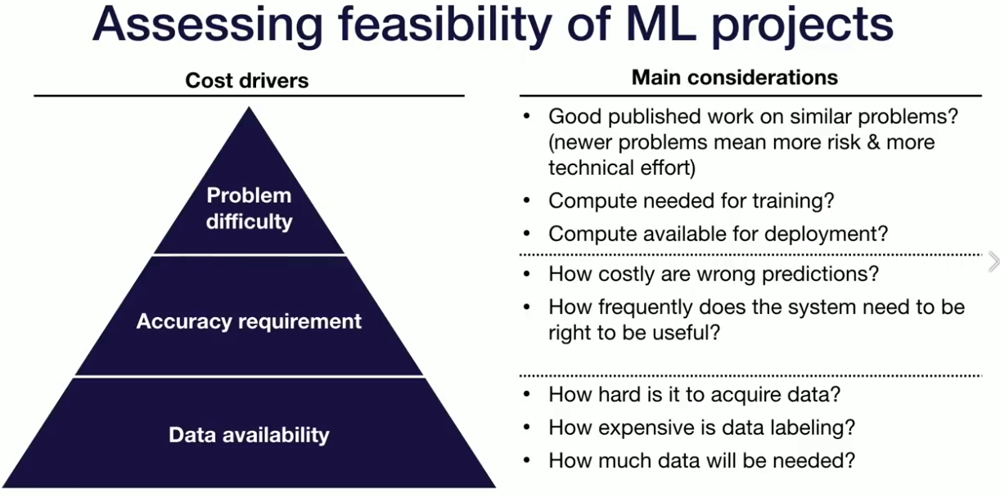 Assessing feasibility of ML projects
Cost drivers
Problem
difficulty
Accuracy requirement
Data availability
Main considerations
• Good published work on similar problems?
(newer problems mean more risk & more
technical effort)
• Compute needed for training?
• Compute available for deployment?
• How costly are wrong predictions?
• How frequently does the system need to be
right to be useful?
• How hard is it to acquire data?
• How expensive is data labeling?
• How much data will be needed?